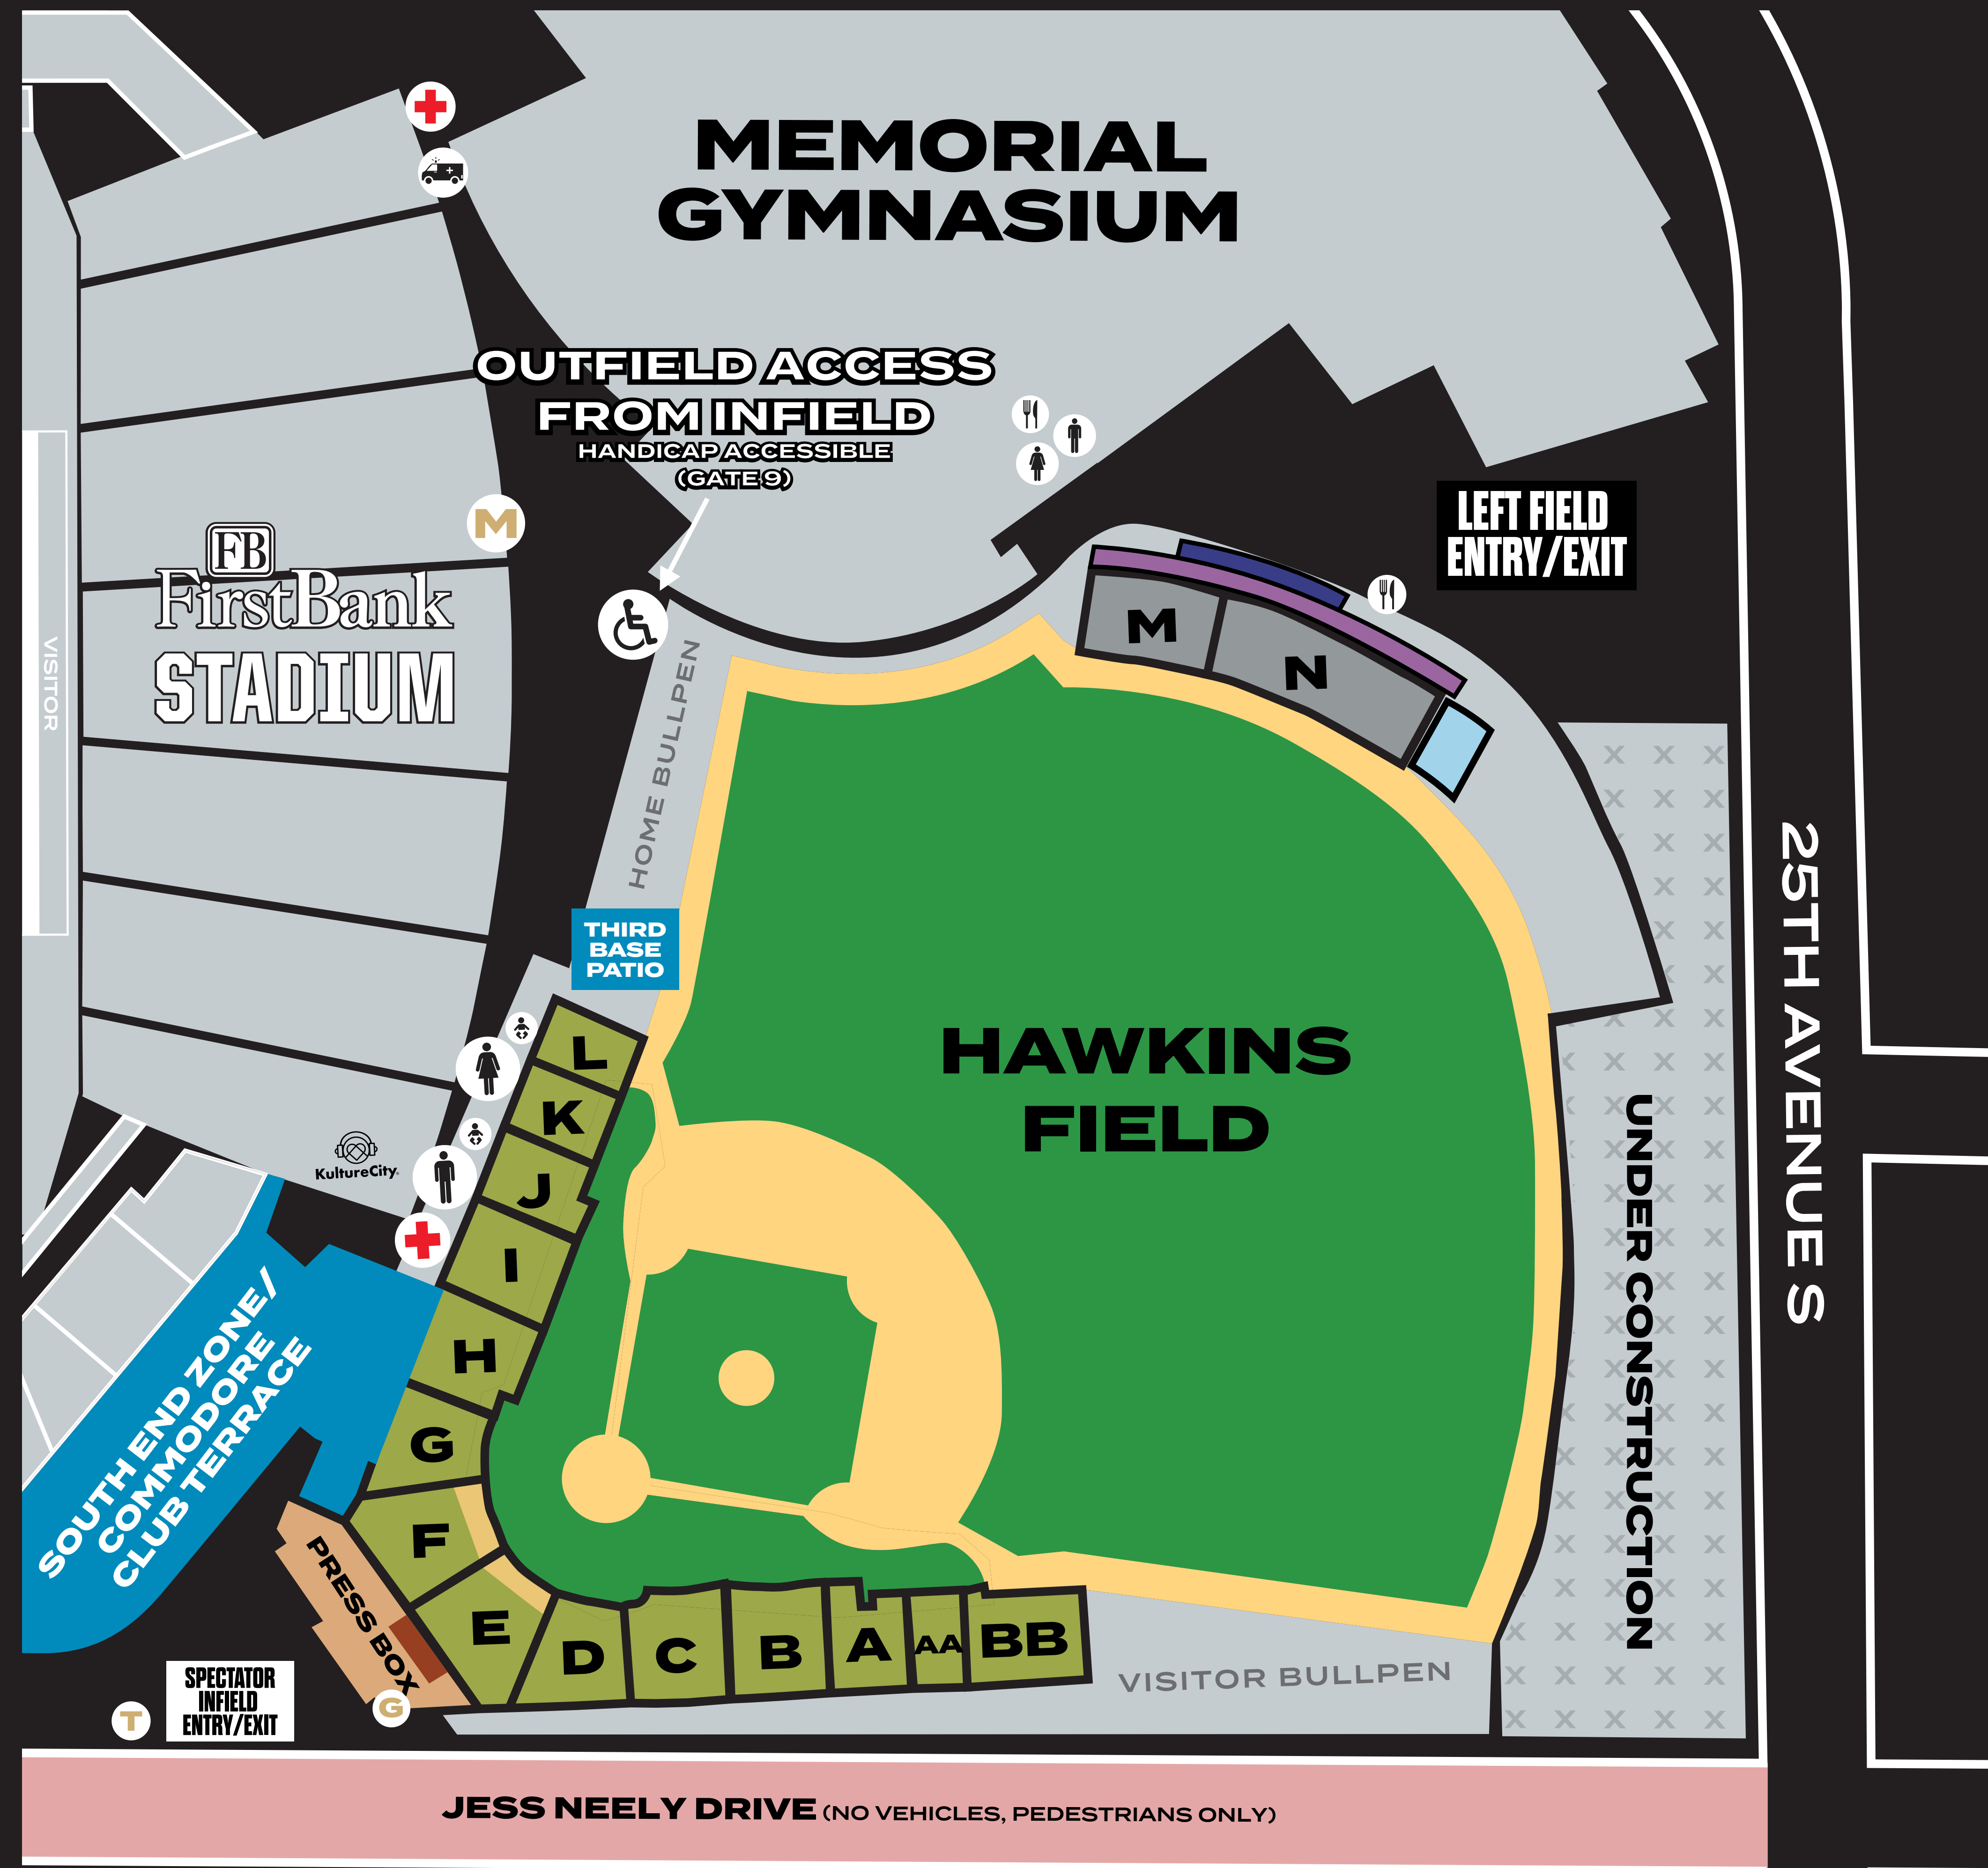 MEMORIAL
GYMNASIUM
OUTFIELD ACCESS
FROM INFIELD
HANDICAP ACCESSIBLE
(GATE 9)
LEFT FIELD
ENTRY/EXIT
M
FB
FirstBank
STADIUM
VISITOR
M
N
HOME BULLPEN
THIRD
BASE
PATIO
25TH AVENUE S
HAWKINS
FIELD
UNDER CONSTRUCTION
KultureCity
L
K
J
I
H
G
F
E
D
C
B
A
AA
BB
SOUTH END ZONE/
COMMODORE
CLUB TERRACE
PRESS BOX
VISITOR BULLPEN
SPECTATOR
INFIELD
ENTRY/EXIT
T
G
JESS NEELY DRIVE (NO VEHICLES, PEDESTRIANS ONLY)